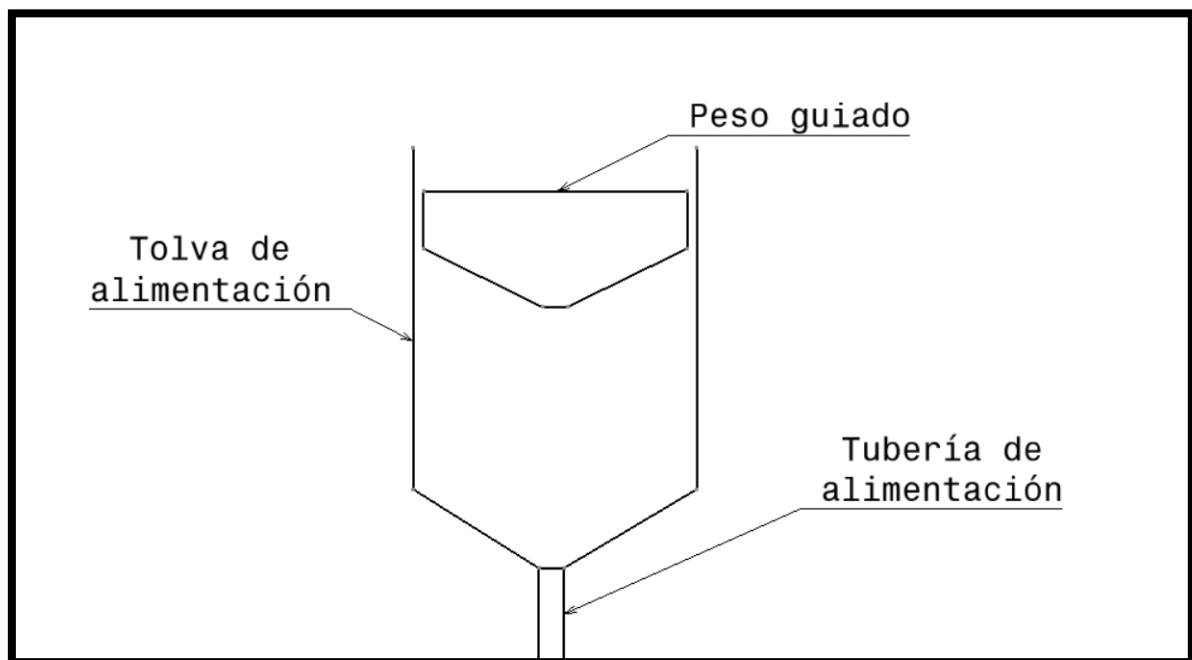 Peso guiado
Tolva de
alimentación
Tubería de
alimentación